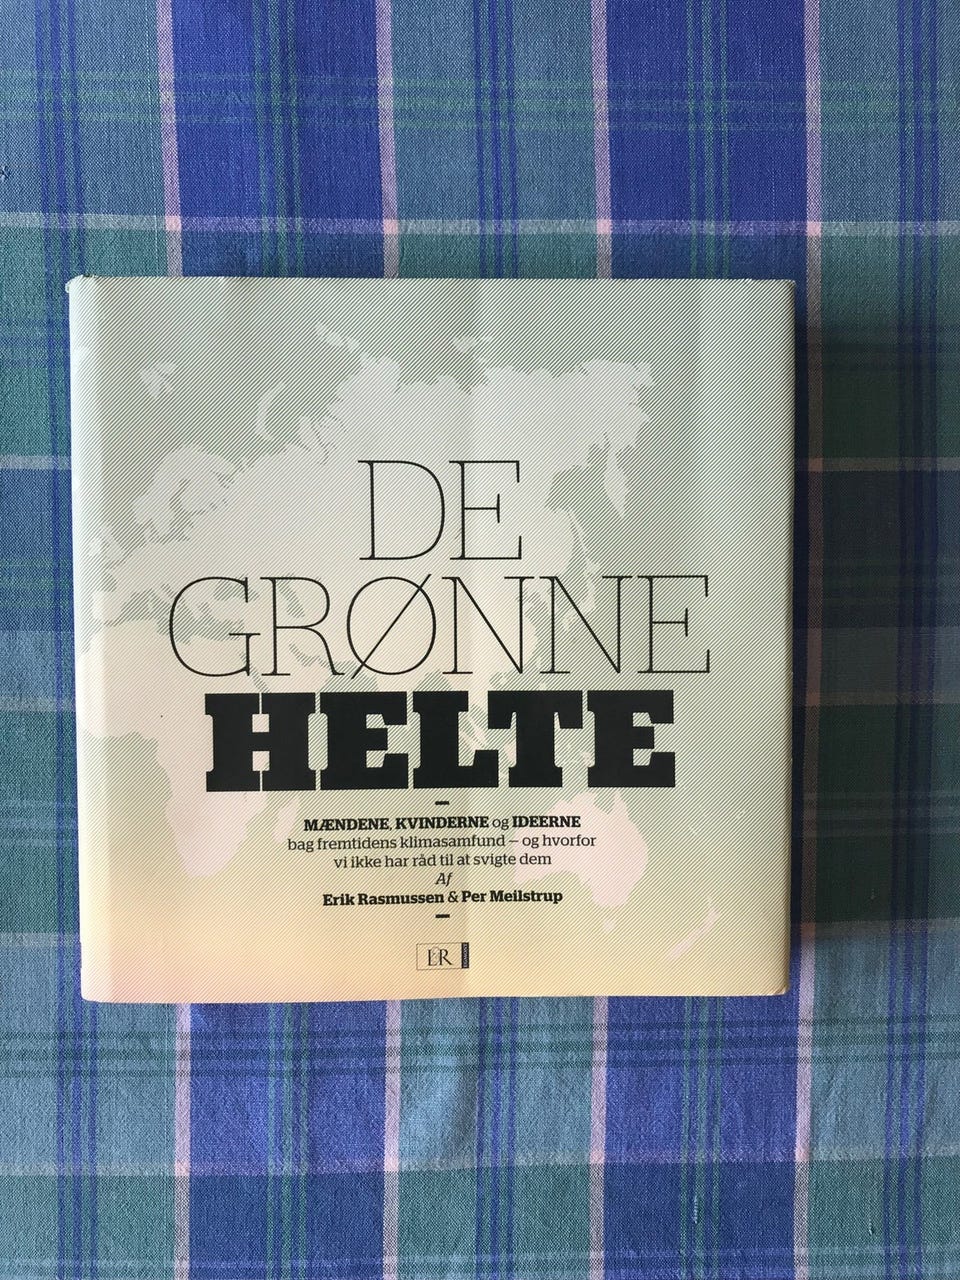 DE
GRØNNE
HELTE
MÆNDENE, KVINDERNE og IDEERNE
bag fremtidens klimasamfund – og hvorfor
vi ikke har råd til at svigte dem
Af
Erik Rasmussen & Per Meilstrup
L&R